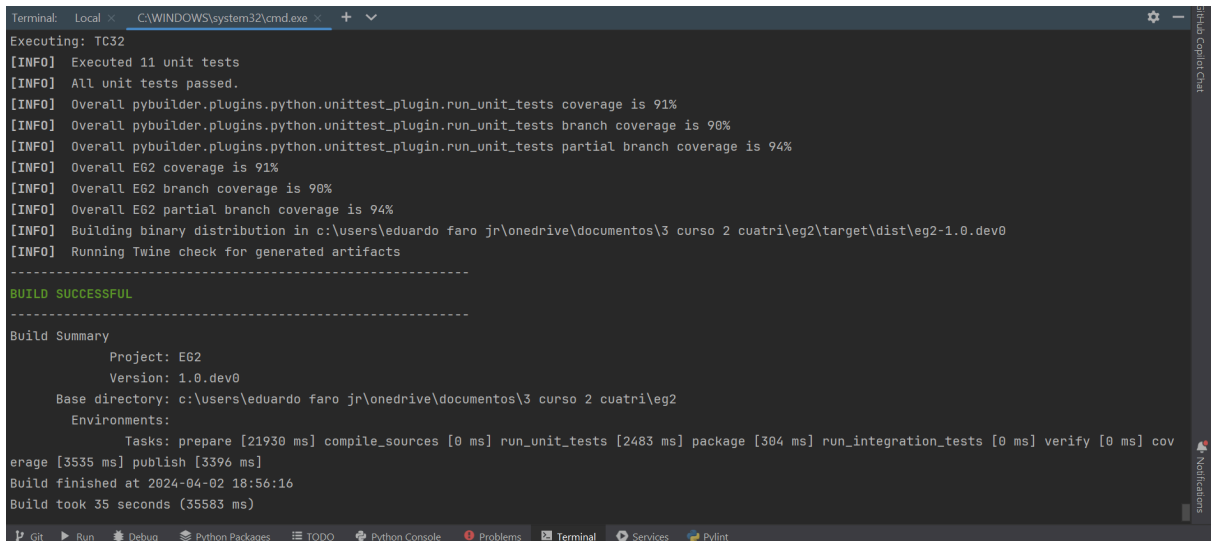 Terminal: Local × C:\WINDOWS\system32\cmd.exe × + ∨
Executing: TC32
[INFO] Executed 11 unit tests
[INFO] All unit tests passed.
[INFO] Overall pybuilder.plugins.python.unittest_plugin.run_unit_tests coverage is 91%
[INFO] Overall pybuilder.plugins.python.unittest_plugin.run_unit_tests branch coverage is 90%
[INFO] Overall pybuilder.plugins.python.unittest_plugin.run_unit_tests partial branch coverage is 94%
[INFO] Overall EG2 coverage is 91%
[INFO] Overall EG2 branch coverage is 90%
[INFO] Overall EG2 partial branch coverage is 94%
[INFO] Building binary distribution in c:\users\eduardo faro jr\onedrive\documentos\3 curso 2 cuatri\eg2\target\dist\eg2-1.0.dev0
[INFO] Running Twine check for generated artifacts
------------------------------------------------------------
BUILD SUCCESSFUL
------------------------------------------------------------
Build Summary
Project: EG2
Version: 1.0.dev0
Base directory: c:\users\eduardo faro jr\onedrive\documentos\3 curso 2 cuatri\eg2
Environments:
Tasks: prepare [21930 ms] compile_sources [0 ms] run_unit_tests [2483 ms] package [304 ms] run_integration_tests [0 ms] verify [0 ms] cov
erage [3535 ms] publish [3396 ms]
Build finished at 2024-04-02 18:56:16
Build took 35 seconds (35583 ms)
Git Run Debug Python Packages TODO Python Console Problems Terminal Services Pylint
GitHub Copilot Chat
Notifications